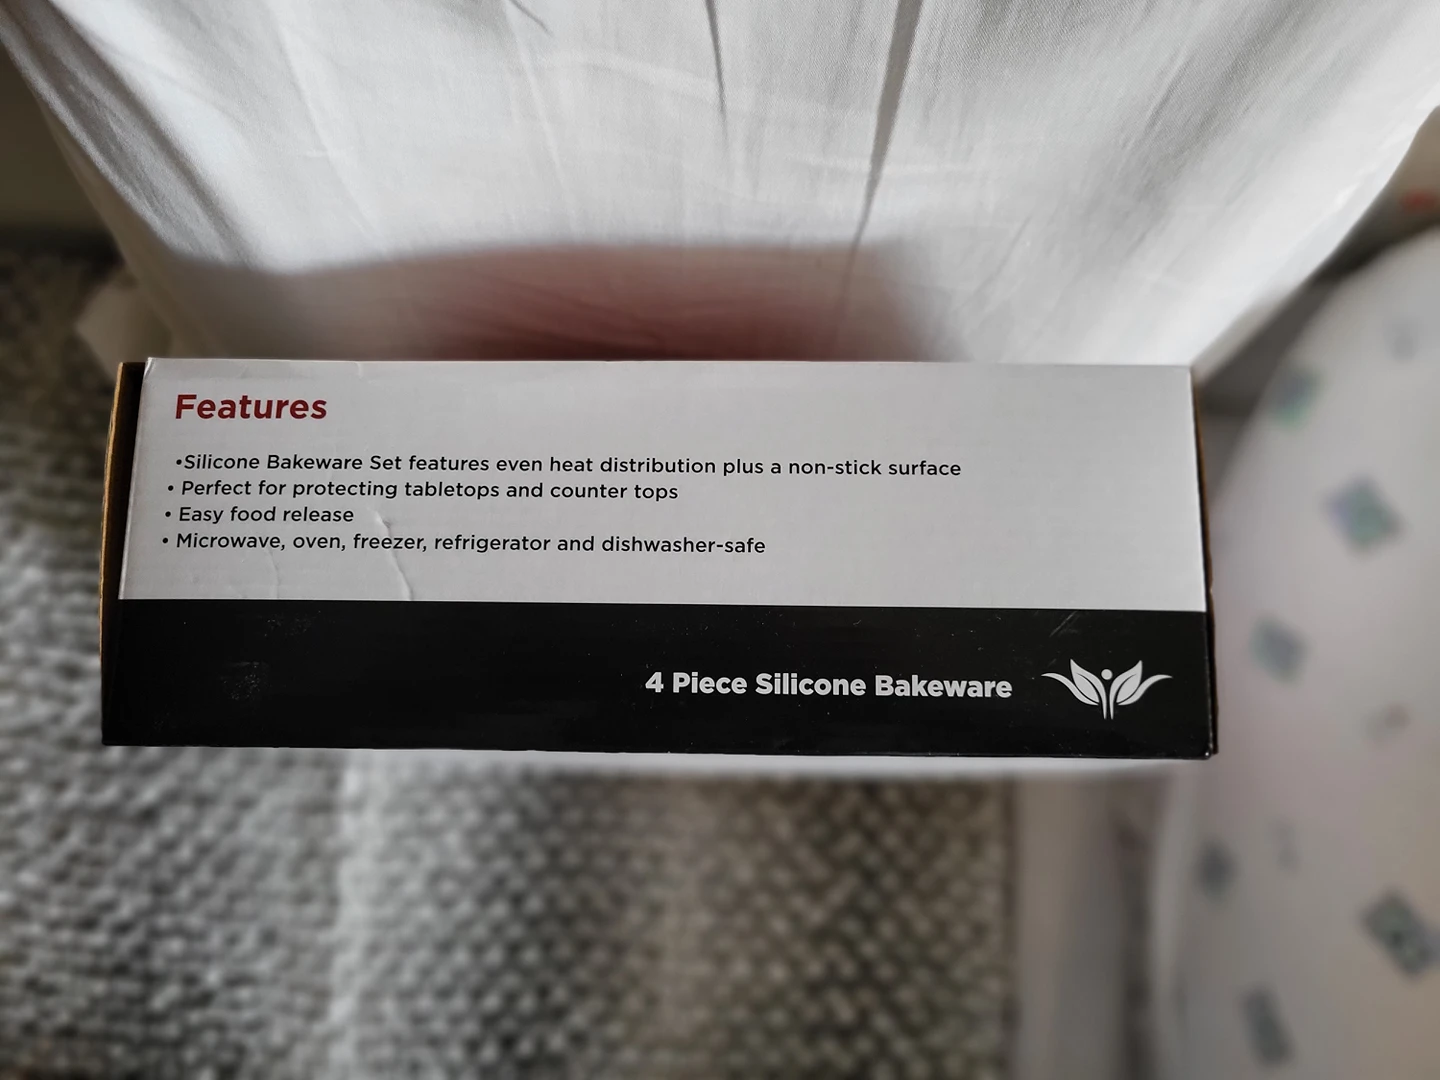 Features
•Silicone Bakeware Set features even heat distribution plus a non-stick surface
• Perfect for protecting tabletops and counter tops
• Easy food release
• Microwave, oven, freezer, refrigerator and dishwasher-safe
4 Piece Silicone Bakeware